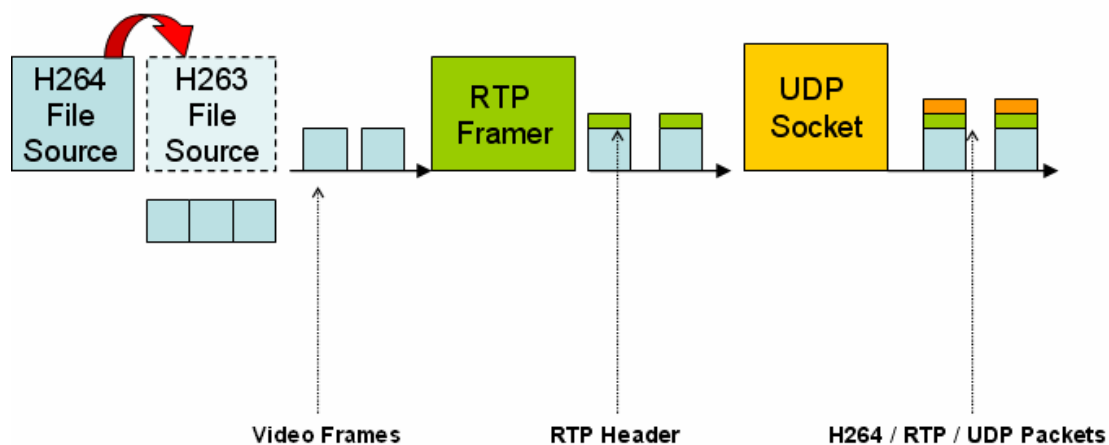 H264
File
Source
H263
File
Source
RTP
Framer
UDP
Socket
Video Frames
RTP Header
H264 / RTP / UDP Packets